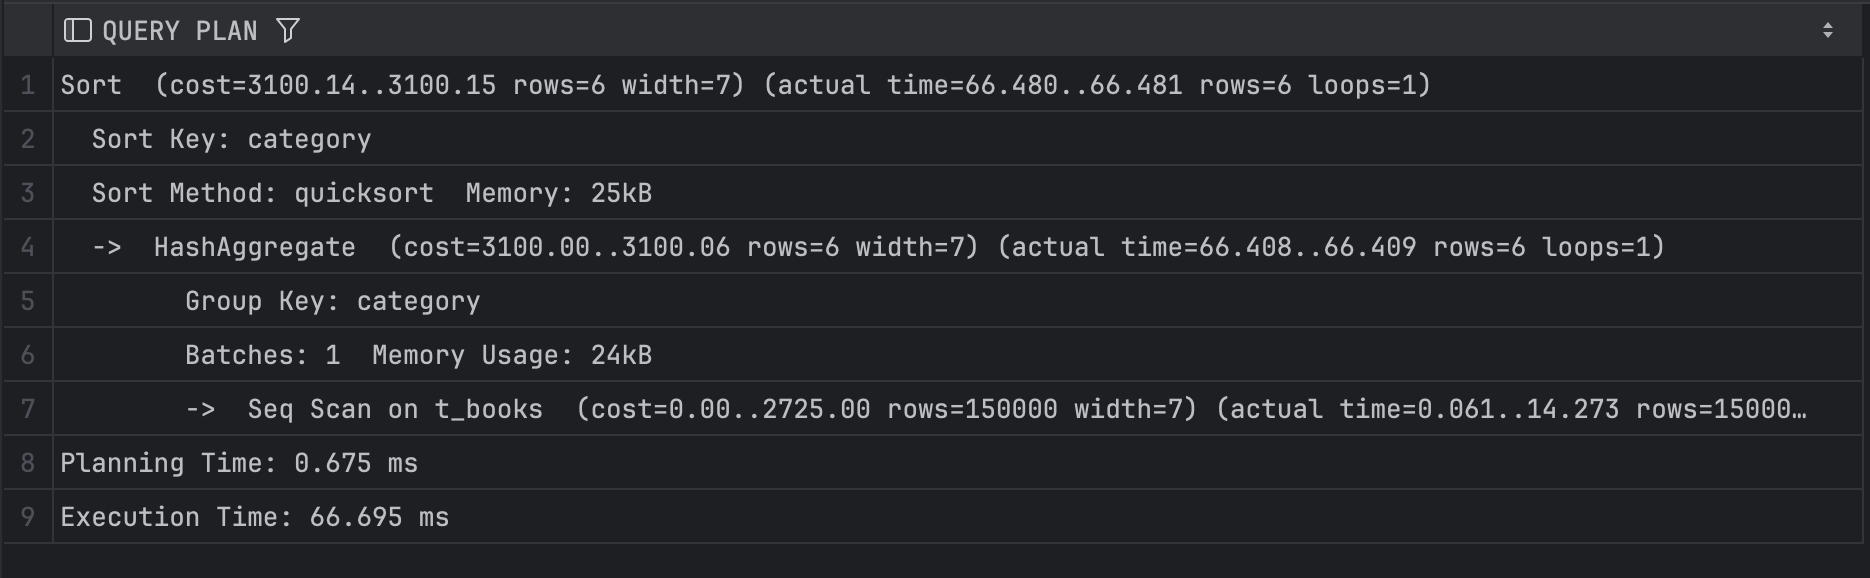 QUERY PLAN
1 Sort  (cost=3100.14..3100.15 rows=6 width=7) (actual time=66.480..66.481 rows=6 loops=1)
2   Sort Key: category
3   Sort Method: quicksort  Memory: 25kB
4   ->  HashAggregate  (cost=3100.00..3100.06 rows=6 width=7) (actual time=66.408..66.409 rows=6 loops=1)
5         Group Key: category
6         Batches: 1  Memory Usage: 24kB
7         ->  Seq Scan on t_books  (cost=0.00..2725.00 rows=150000 width=7) (actual time=0.061..14.273 rows=15000…
8 Planning Time: 0.675 ms
9 Execution Time: 66.695 ms